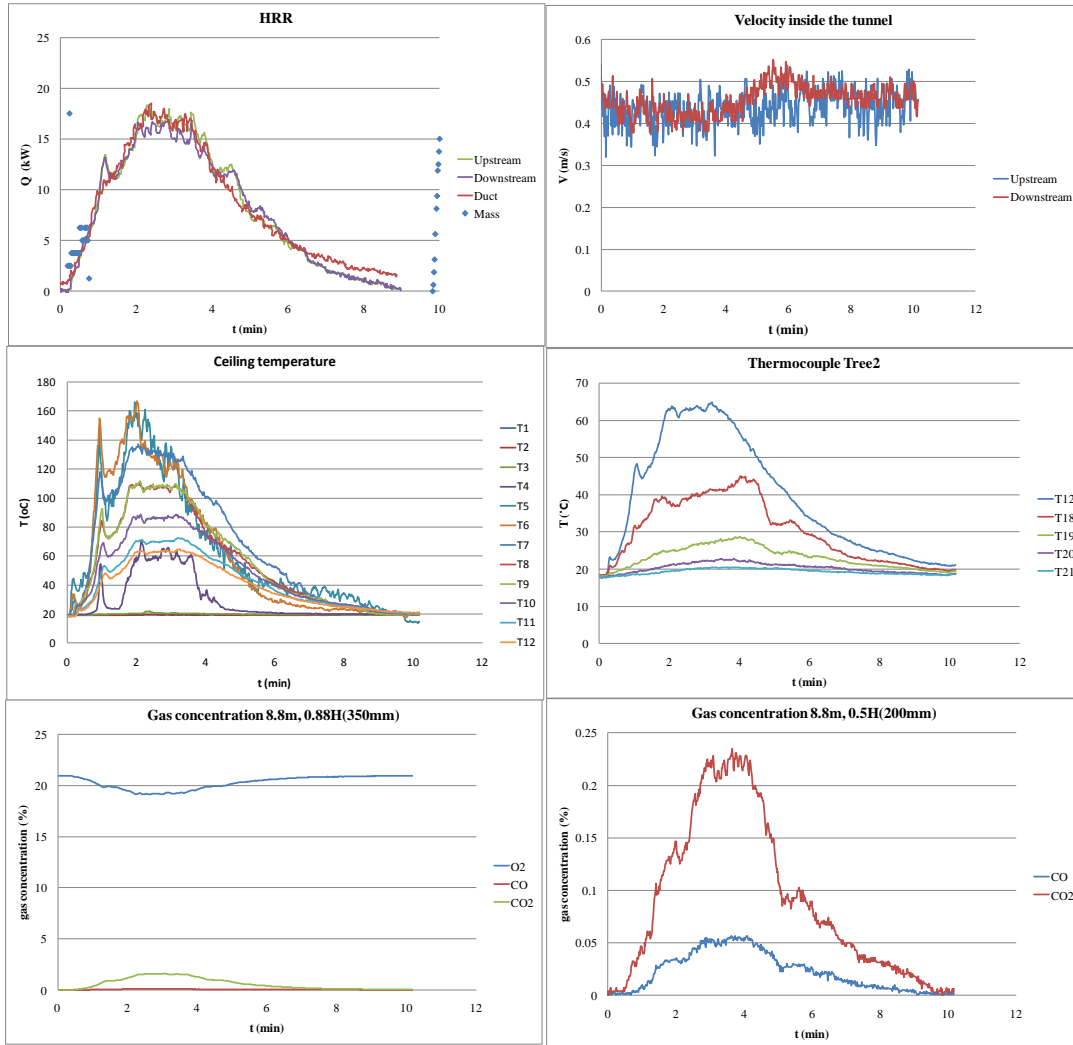 HRR
25
20
15
10
5
0
0 2 4 6 8 10
Q (kW)
t (min)
Upstream
Downstream
Duct
Mass
Velocity inside the tunnel
0.6
0.5
0.4
0.3
0.2
0.1
0
0 2 4 6 8 10 12
V (m/s)
t (min)
Upstream
Downstream
Ceiling temperature
180
160
140
120
100
80
60
40
20
0
0 2 4 6 8 10 12
T (oC)
t (min)
T1
T2
T3
T4
T5
T6
T7
T8
T9
T10
T11
T12
Thermocouple Tree2
70
60
50
40
30
20
10
0
0 2 4 6 8 10 12
T (°C)
t (min)
T12
T18
T19
T20
T21
Gas concentration 8.8m, 0.88H(350mm)
25
20
15
10
5
0
0 2 4 6 8 10 12
gas concentration (%)
t (min)
O2
CO
CO2
Gas concentration 8.8m, 0.5H(200mm)
0.25
0.2
0.15
0.1
0.05
0
0 2 4 6 8 10 12
gas concentration (%)
t (min)
CO
CO2